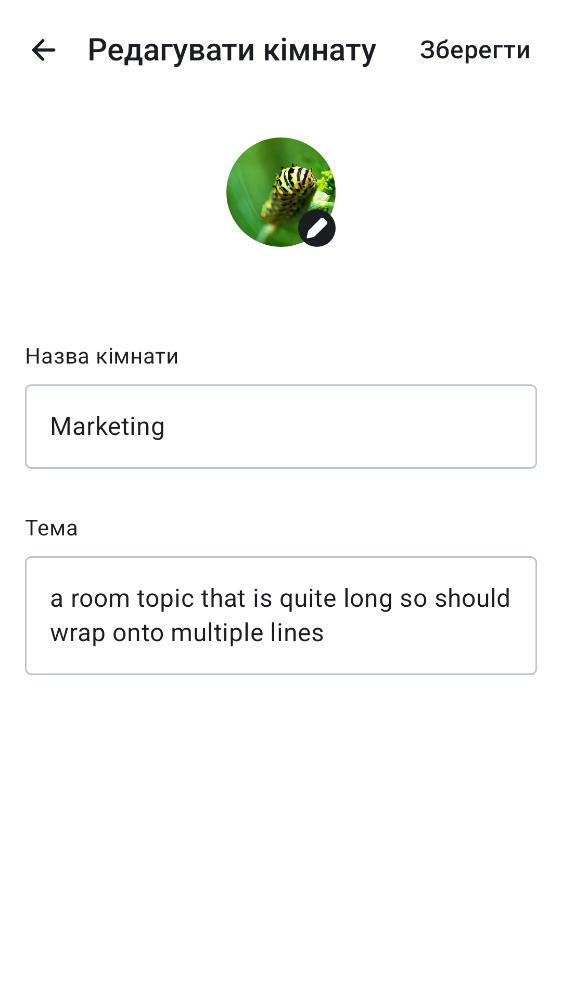 Редагувати кімнату Зберегти
Назва кімнати
Marketing
Тема
a room topic that is quite long so should
wrap onto multiple lines